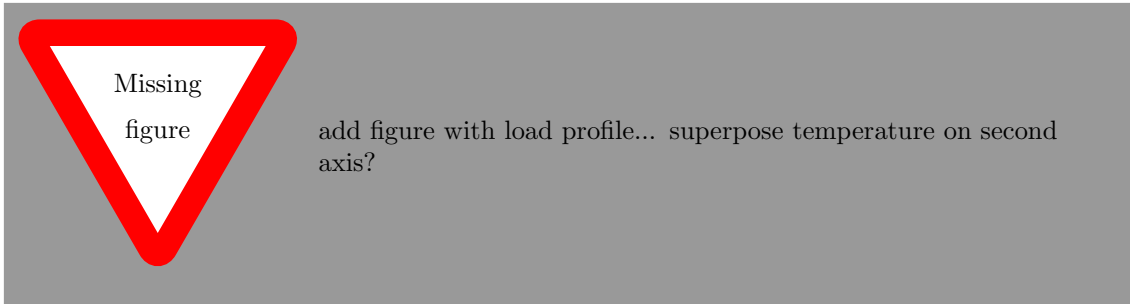 Missing
figure
add figure with load profile... superpose temperature on second
axis?